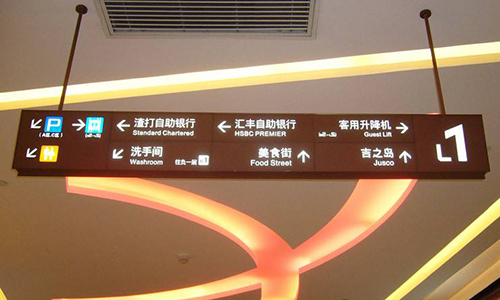 P
渣打自助银行
Standard Chartered
汇丰自助银行
HSBC PREMIER
客用升降机
Guest Lift
洗手间
Washroom
美食街
Food Street
吉之岛
Jusco
L1